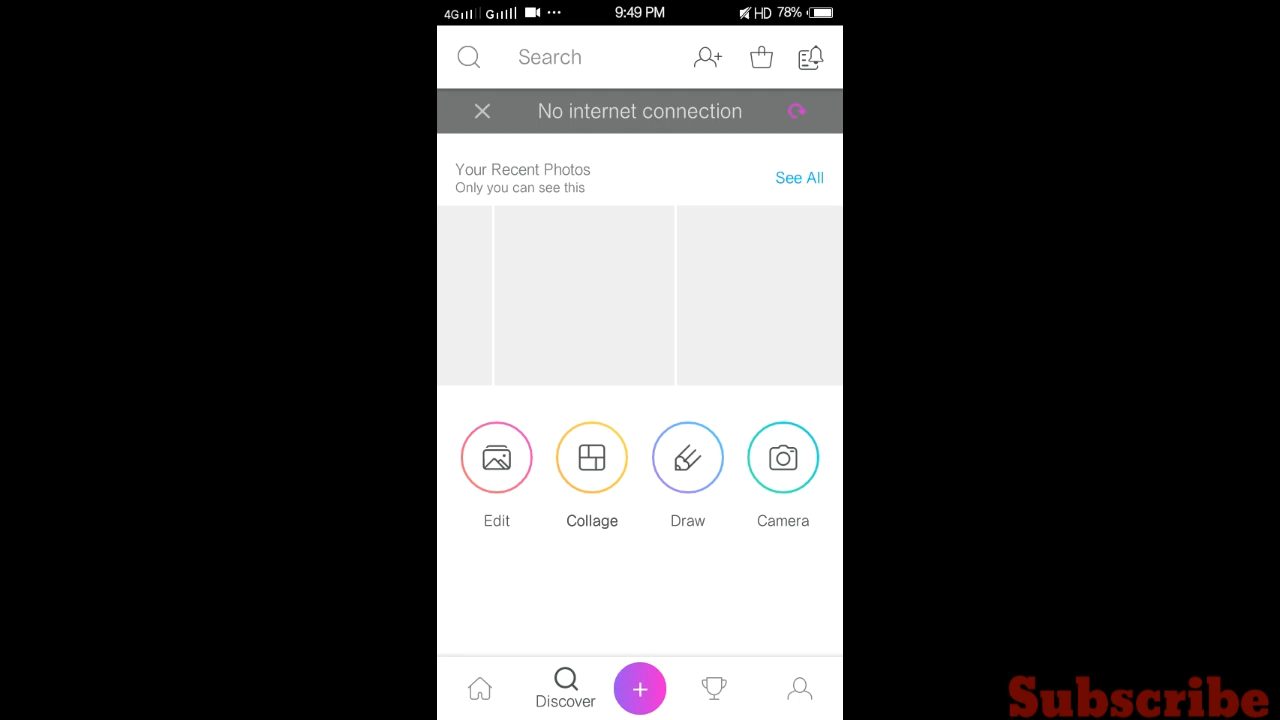 4G G 9:49 PM HD 78%
Search
No internet connection
Your Recent Photos
See All
Only you can see this
Edit Collage Draw Camera
Discover
Subscribe